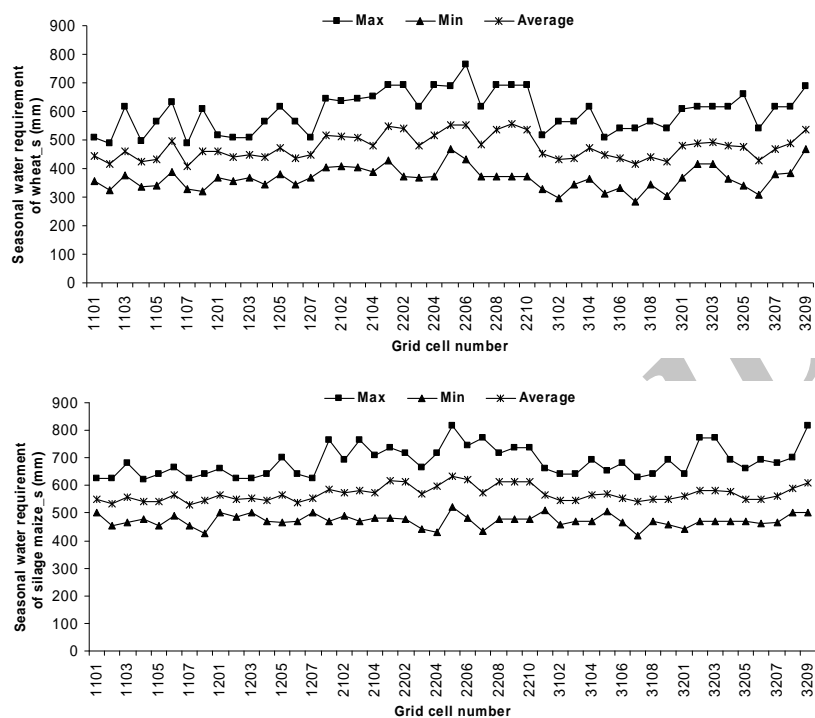 Max Min Average
900
800
700
600
500
400
300
200
100
0
Seasonal water requirement
of wheat_s (mm)
1101 1103 1105 1107 1201 1203 1205 1207 2102 2104 2202 2204 2206 2208 2210 3102 3104 3106 3108 3201 3203 3205 3207 3209
Grid cell number
Max Min Average
900
800
700
600
500
400
300
200
100
0
Seasonal water requirement
of silage maize_s (mm)
1101 1103 1105 1107 1201 1203 1205 1207 2102 2104 2202 2204 2206 2208 2210 3102 3104 3106 3108 3201 3203 3205 3207 3209
Grid cell number